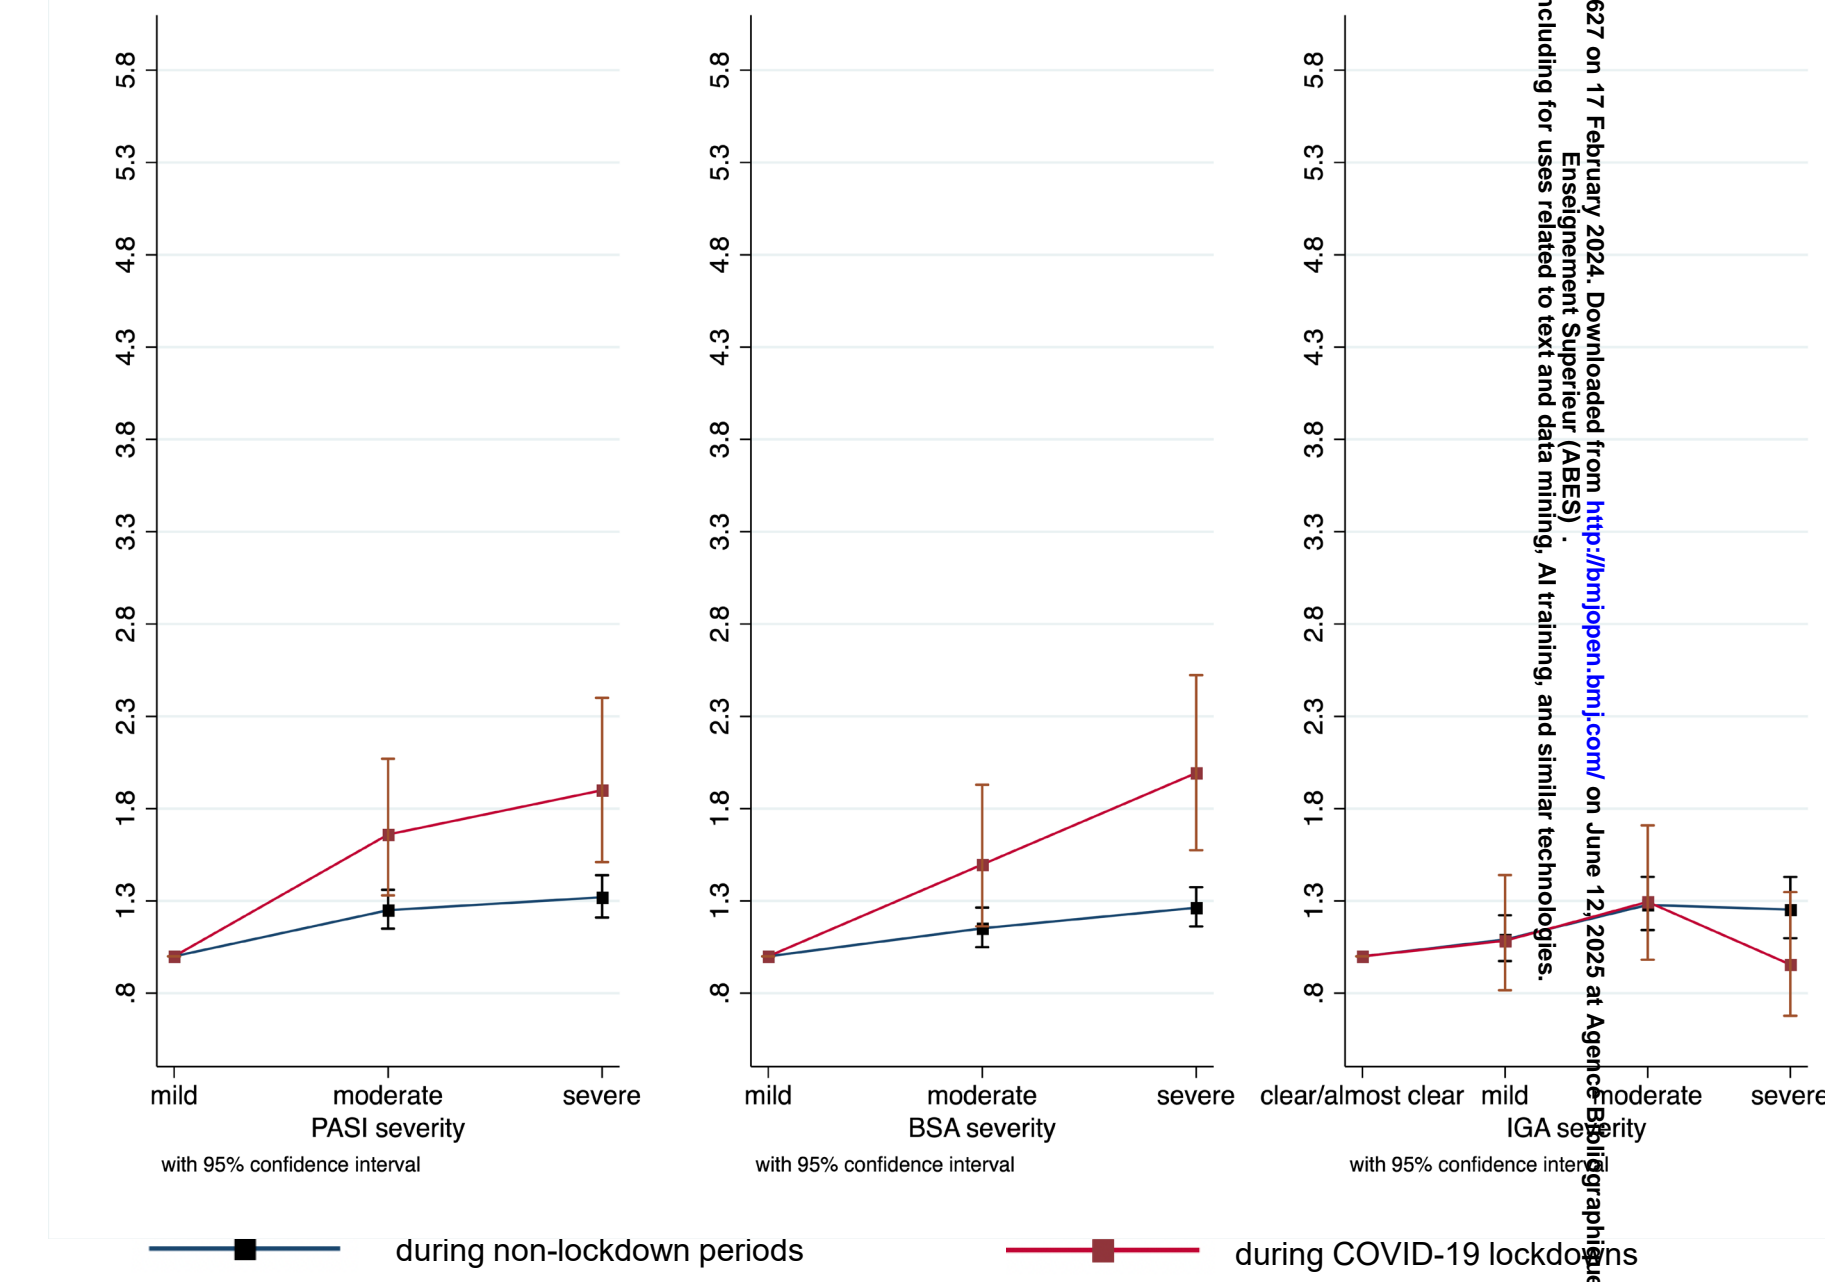 5.8
5.3
4.8
4.3
3.8
3.3
2.8
2.3
1.8
1.3
.8
mild moderate severe
PASI severity
with 95% confidence interval
5.8
5.3
4.8
4.3
3.8
3.3
2.8
2.3
1.8
1.3
.8
mild moderate severe
BSA severity
with 95% confidence interval
5.8
5.3
4.8
4.3
3.8
3.3
2.8
2.3
1.8
1.3
.8
clear/almost clear mild moderate severe
IGA severity
with 95% confidence interval
during non-lockdown periods during COVID-19 lockdowns
627 on 17 February 2024. Downloaded from http://bmjopen.bmj.com/ on June 12, 2025 at Agence Bibliographique
Enseignement Superieur (ABES) .
ncluding for uses related to text and data mining, AI training, and similar technologies.